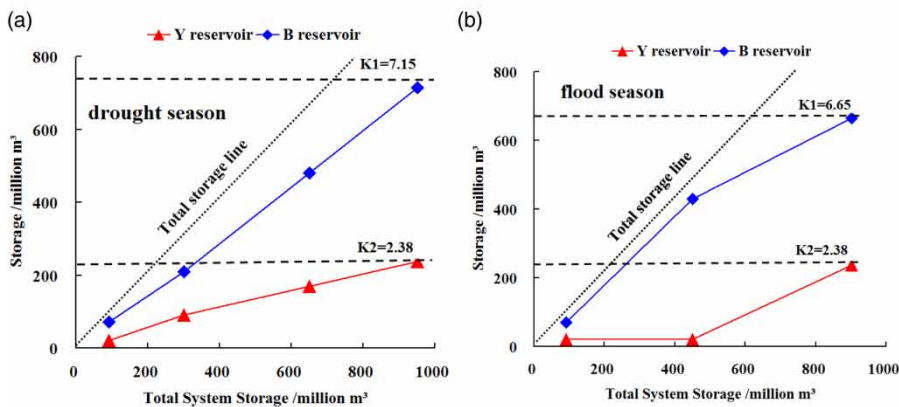 (a)
Y reservoir B reservoir
800
600
400
200
0
Storage /million m³
drought season
Total storage line
K1=7.15
K2=2.38
0 200 400 600 800 1000
Total System Storage /million m³
(b)
Y reservoir B reservoir
800
600
400
200
0
Storage /million m³
flood season
Total storage line
K1=6.65
K2=2.38
0 200 400 600 800 1000
Total System Storage /million m³